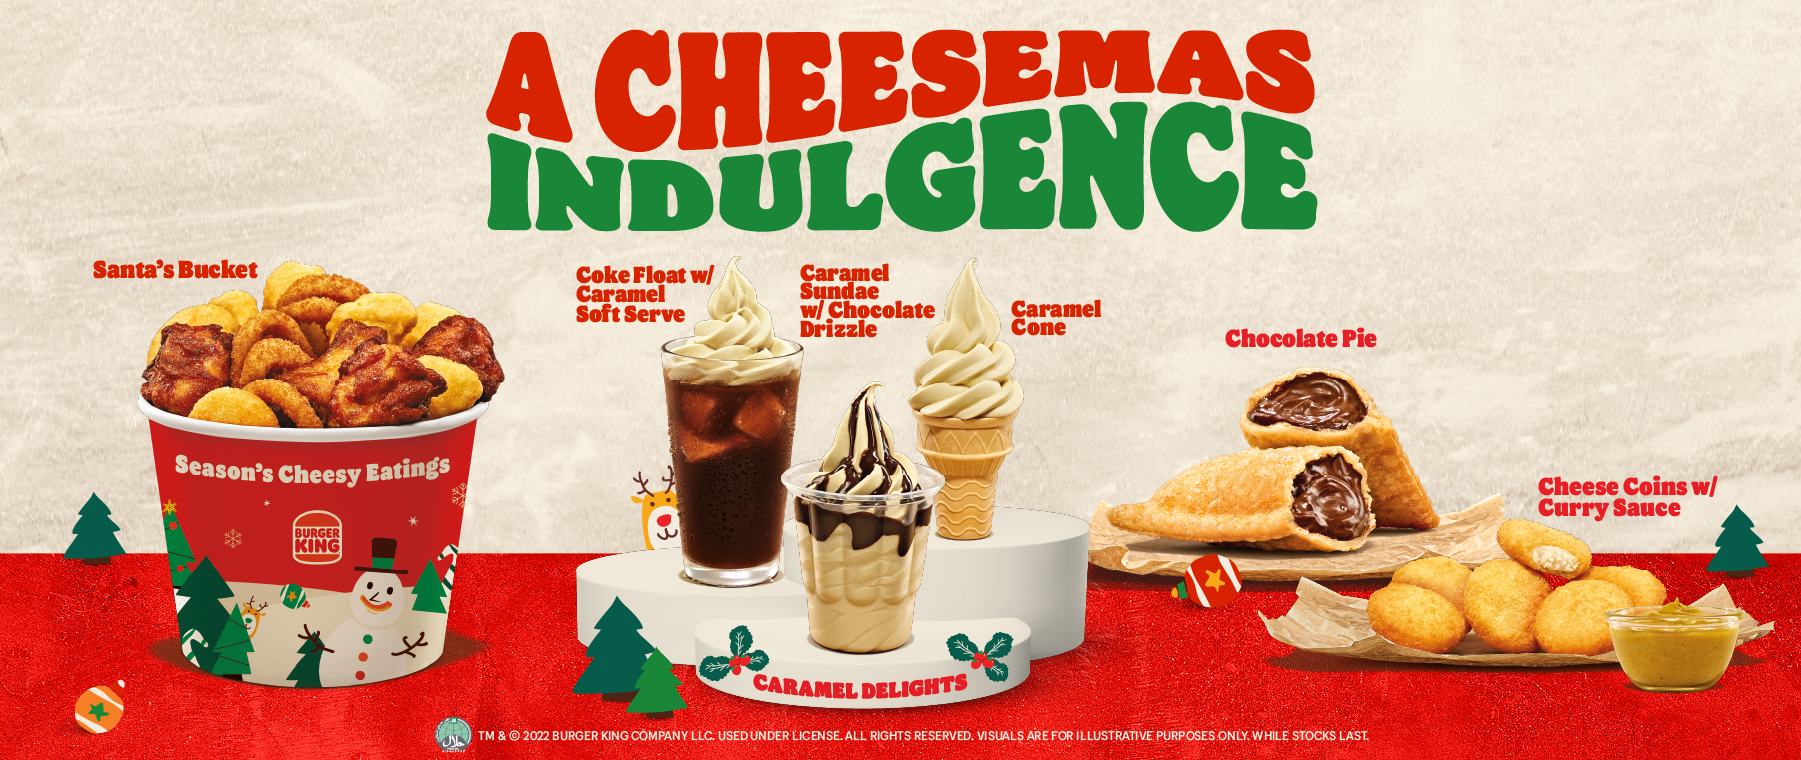 A CHEESEMAS
INDULGENCE
Santa's Bucket
Season's Cheesy Eatings
BURGER
KING
Coke Float w/
Caramel
Soft Serve
Caramel
Sundae
w/ Chocolate
Drizzle
Caramel
Cone
CARAMEL DELIGHTS
Chocolate Pie
Cheese Coins w/
Curry Sauce
حلال
TM & © 2022 BURGER KING COMPANY LLC. USED UNDER LICENSE. ALL RIGHTS RESERVED. VISUALS ARE FOR ILLUSTRATIVE PURPOSES ONLY. WHILE STOCKS LAST.